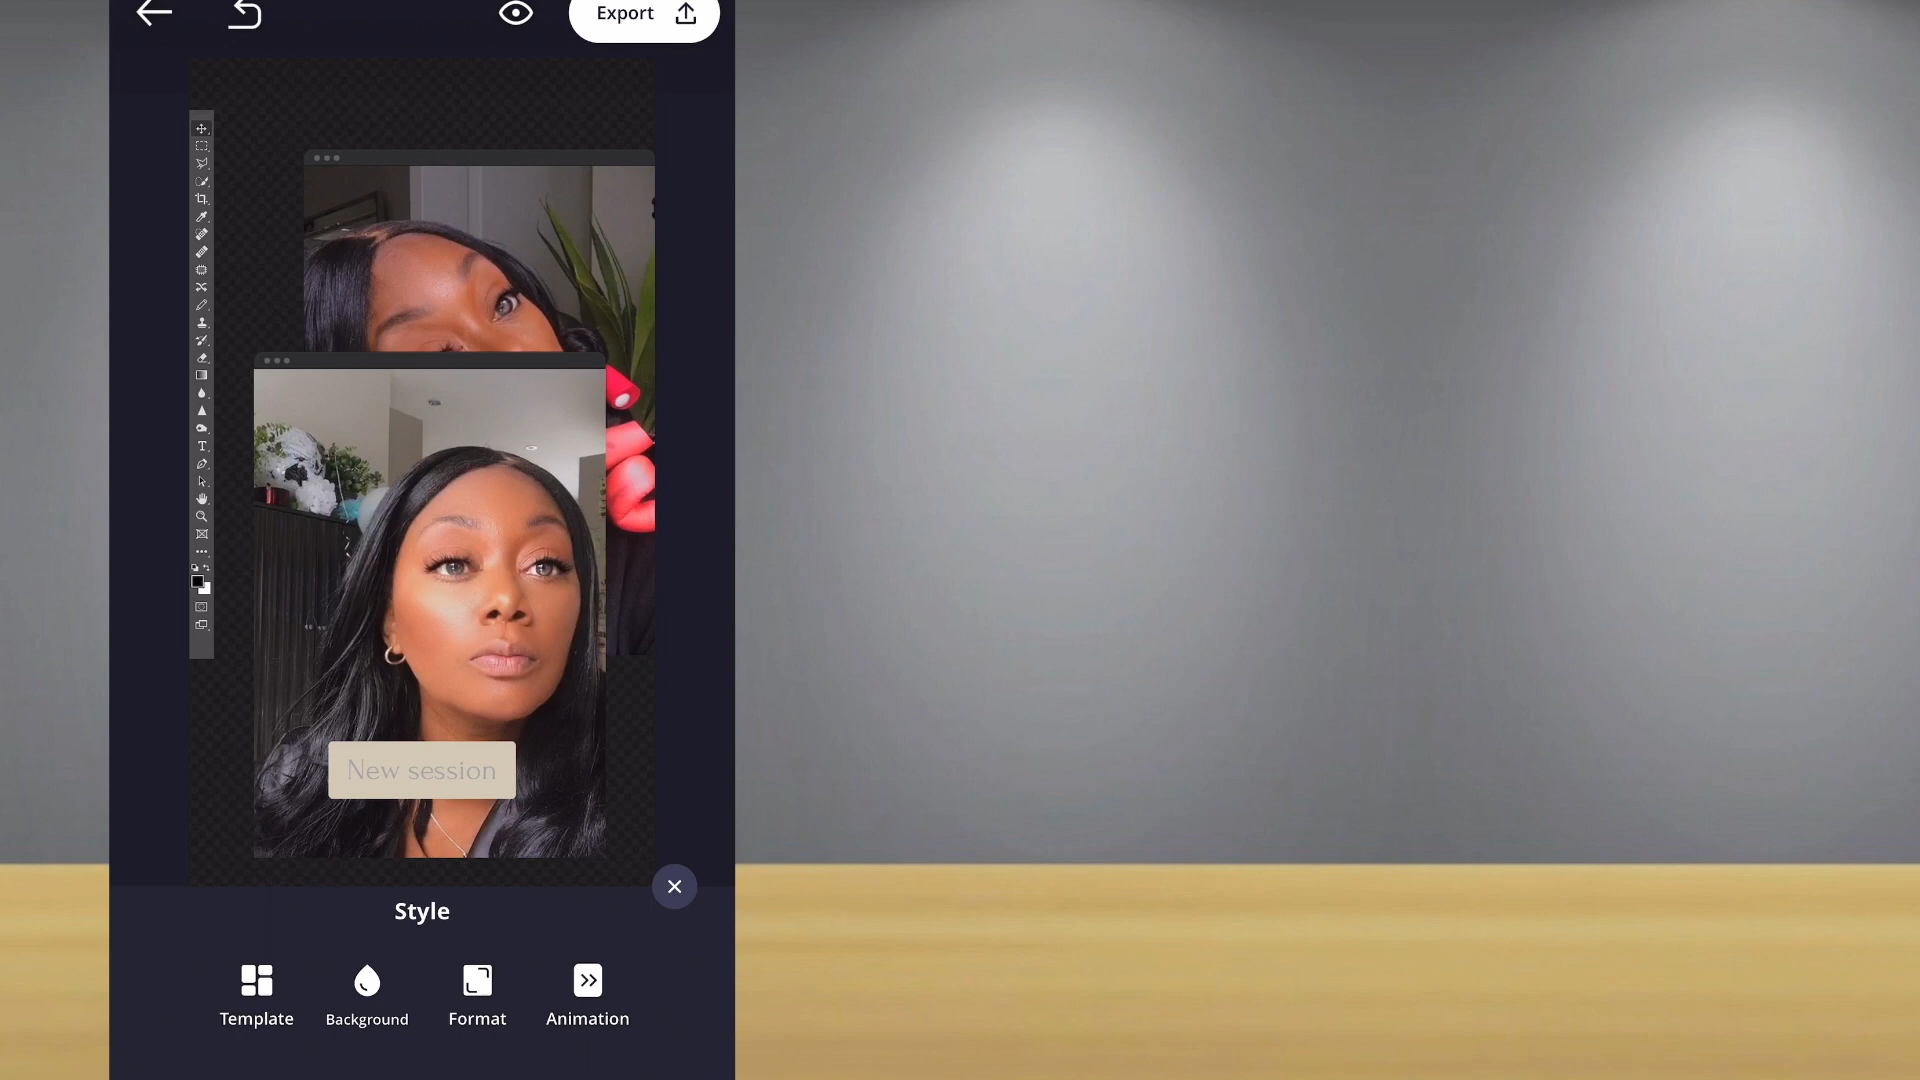 Export
New session
Style
Template
Background
Format
Animation